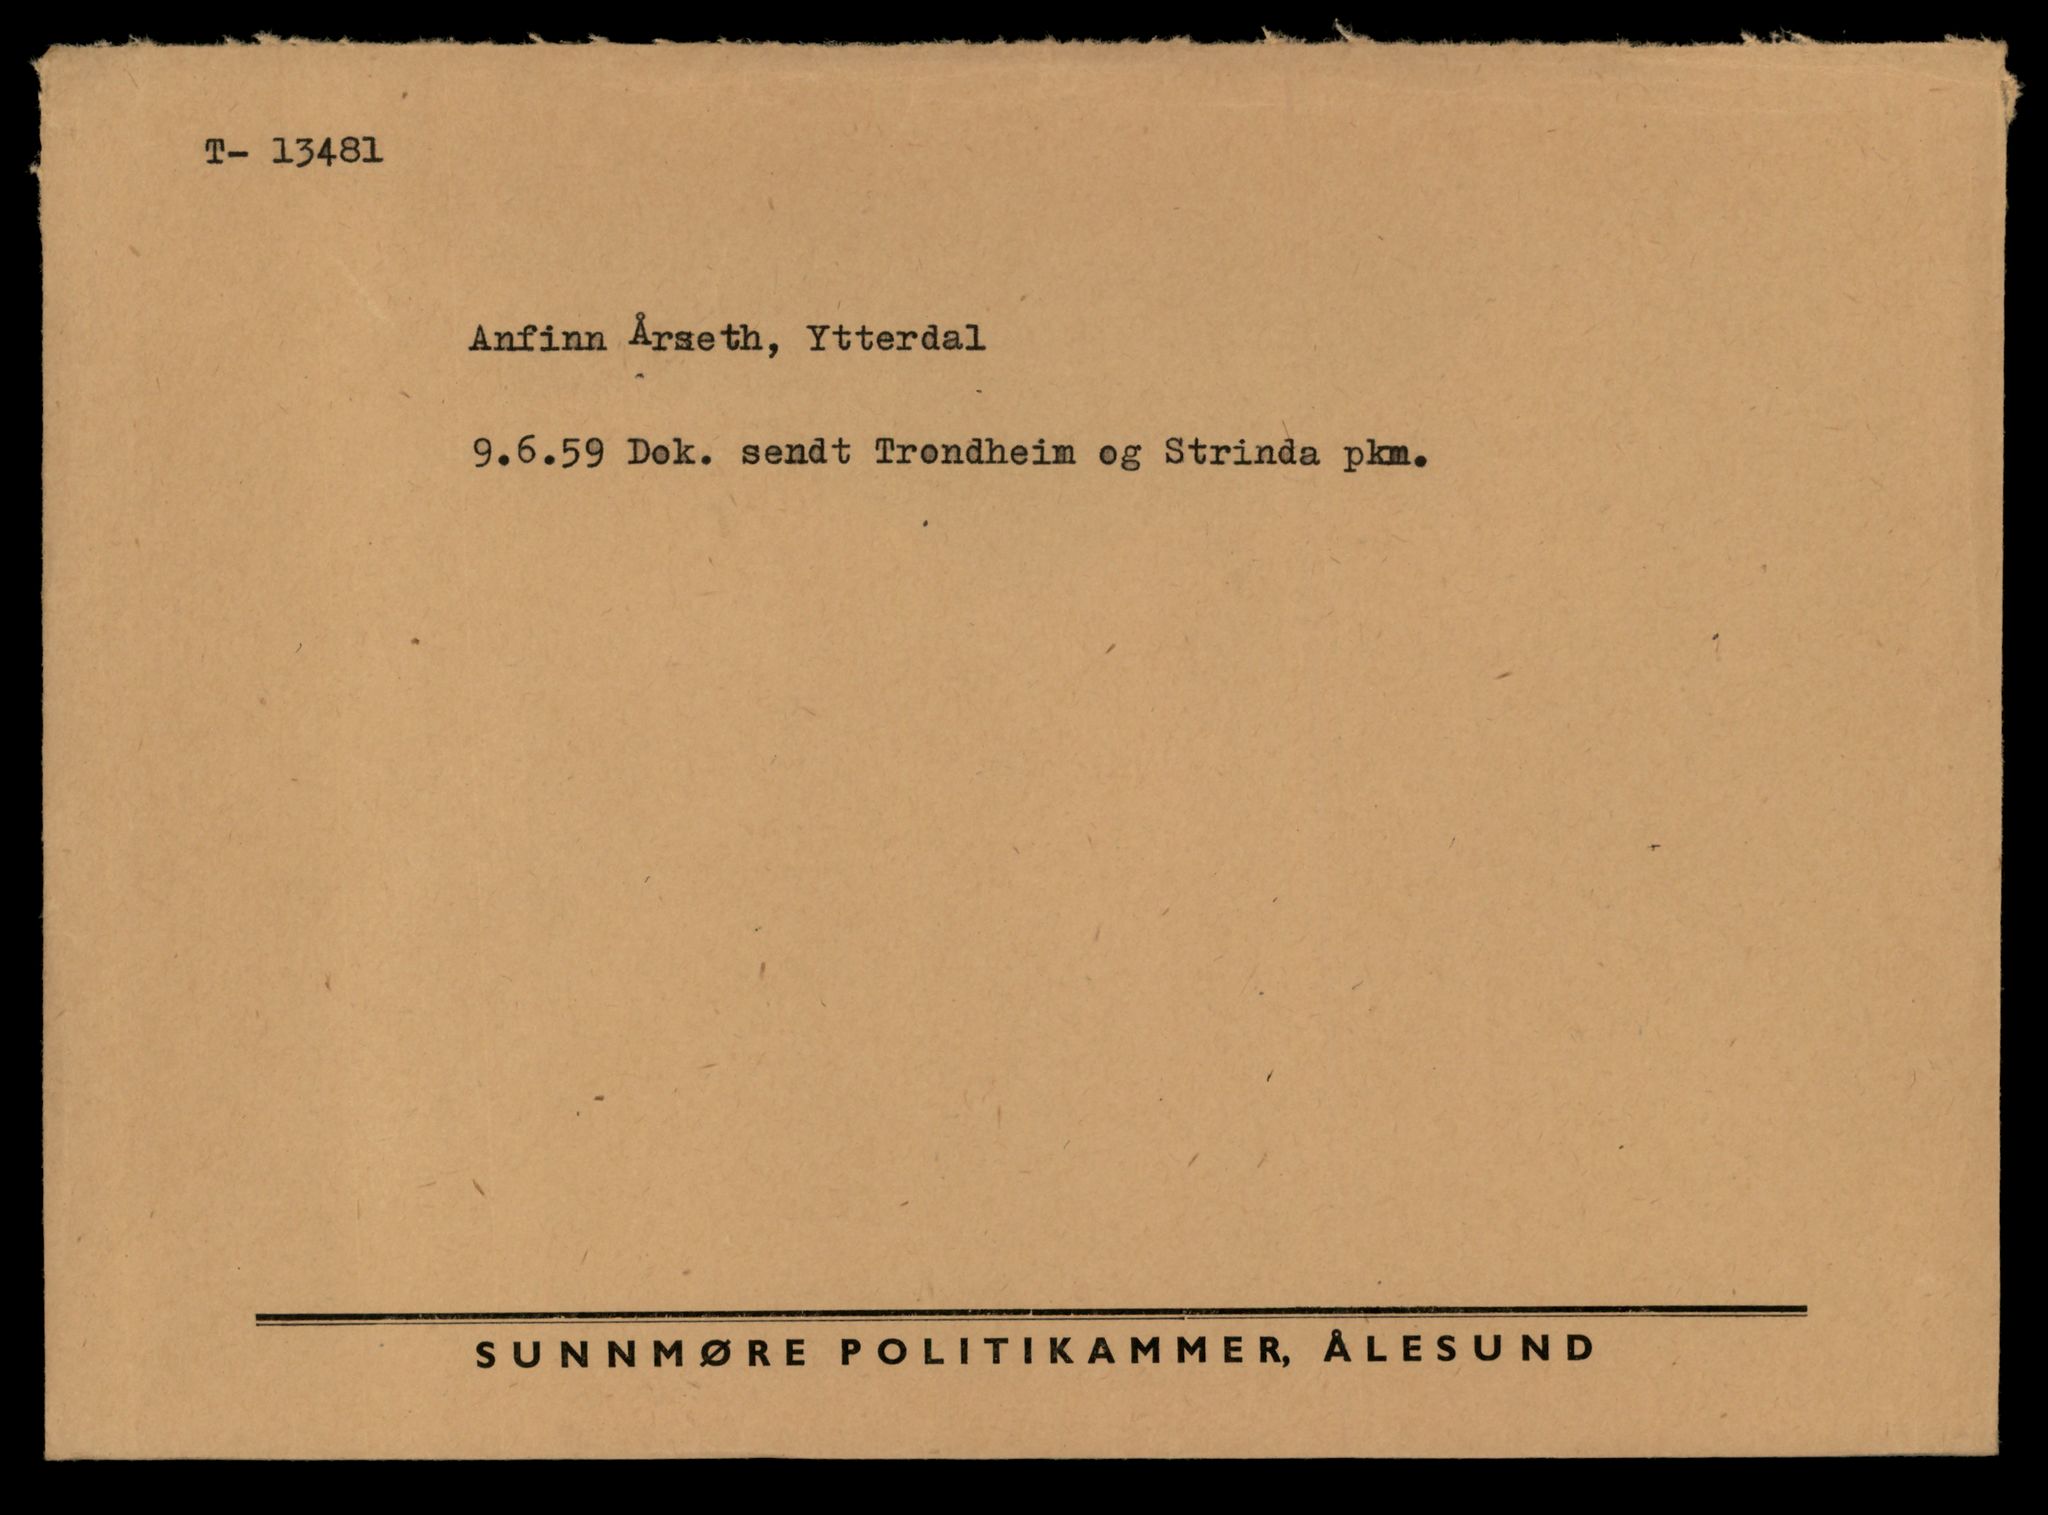 T- 13481
Anfinn Årseth, Ytterdal
9.6.59 Dok. sendt Trondheim og Strinda pkm.
SUNNMØRE POLITIKAMMER, ÅLESUND